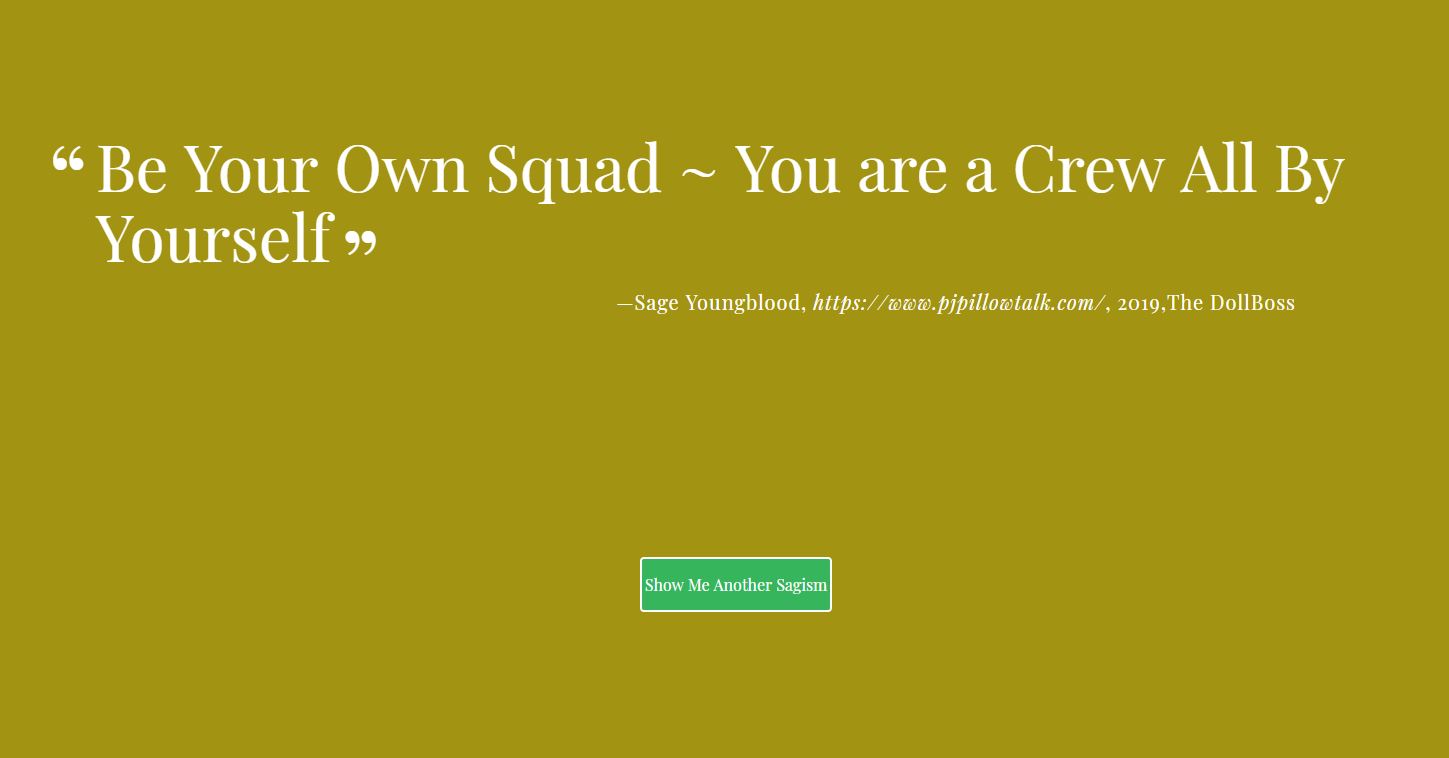 “ Be Your Own Squad ~ You are a Crew All By
Yourself ”
—Sage Youngblood, https://www.pjpillowtalk.com/, 2019,The DollBoss
Show Me Another Sagism